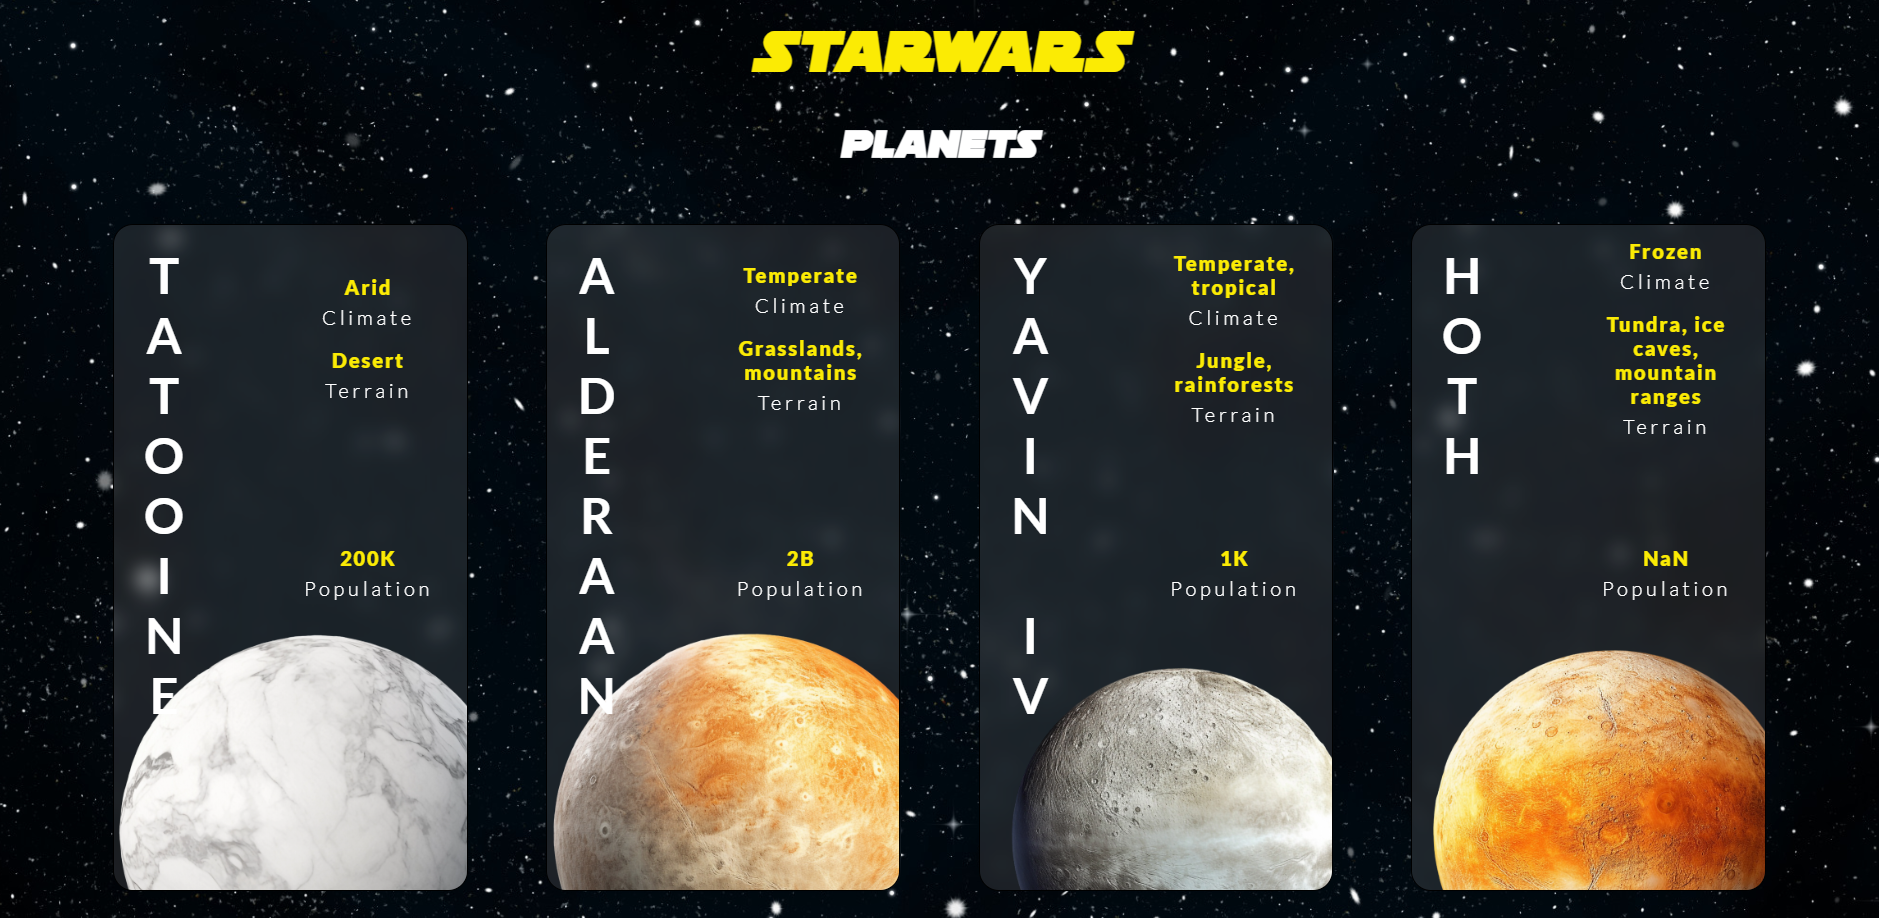 STARWARS
PLANETS
TATOOINE
Arid
Climate
Desert
Terrain
200K
Population
ALDERAAN
Temperate
Climate
Grasslands,
mountains
Terrain
2B
Population
YAVIN IV
Temperate,
tropical
Climate
Jungle,
rainforests
Terrain
1K
Population
HOTH
Frozen
Climate
Tundra, ice
caves,
mountain
ranges
Terrain
NaN
Population